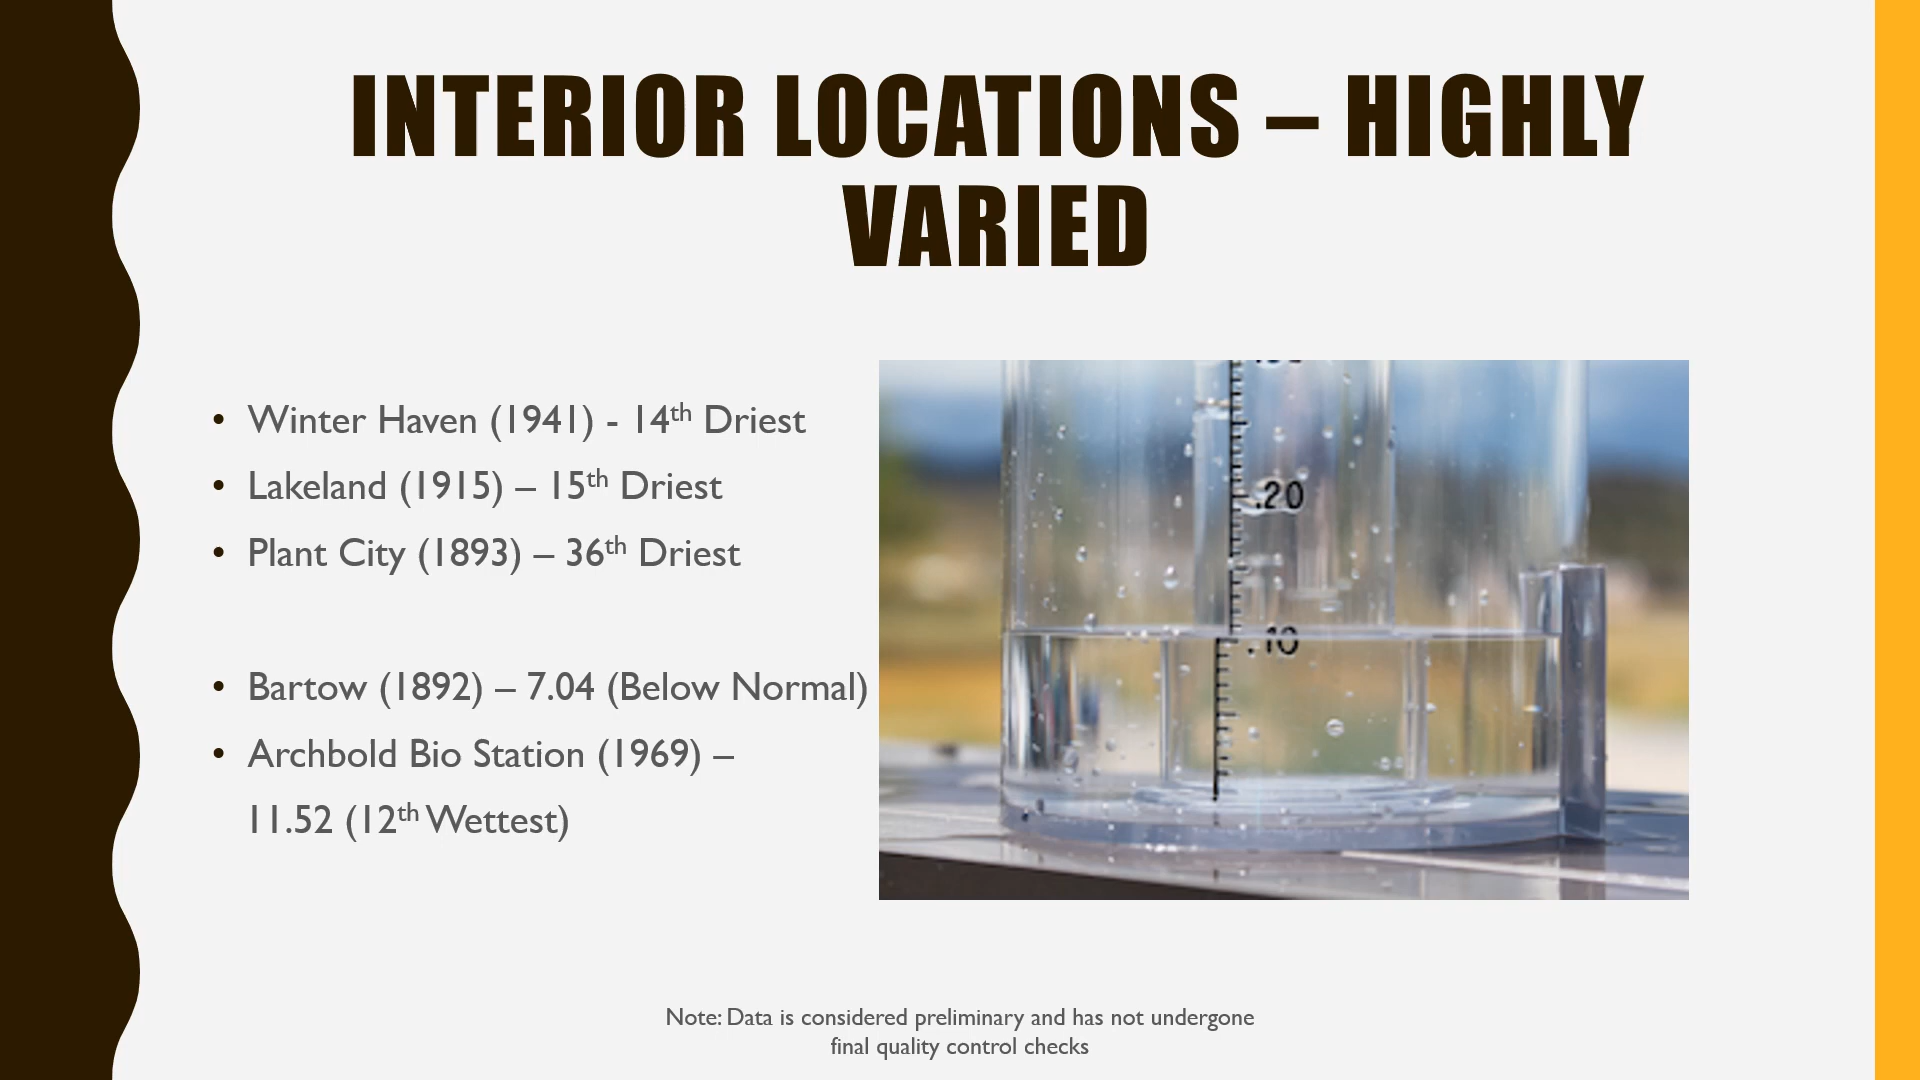 INTERIOR LOCATIONS – HIGHLY
VARIED
• Winter Haven (1941) - 14th Driest
• Lakeland (1915) – 15th Driest
• Plant City (1893) – 36th Driest
• Bartow (1892) – 7.04 (Below Normal)
• Archbold Bio Station (1969) –
11.52 (12th Wettest)
.20
.10
Note: Data is considered preliminary and has not undergone
final quality control checks